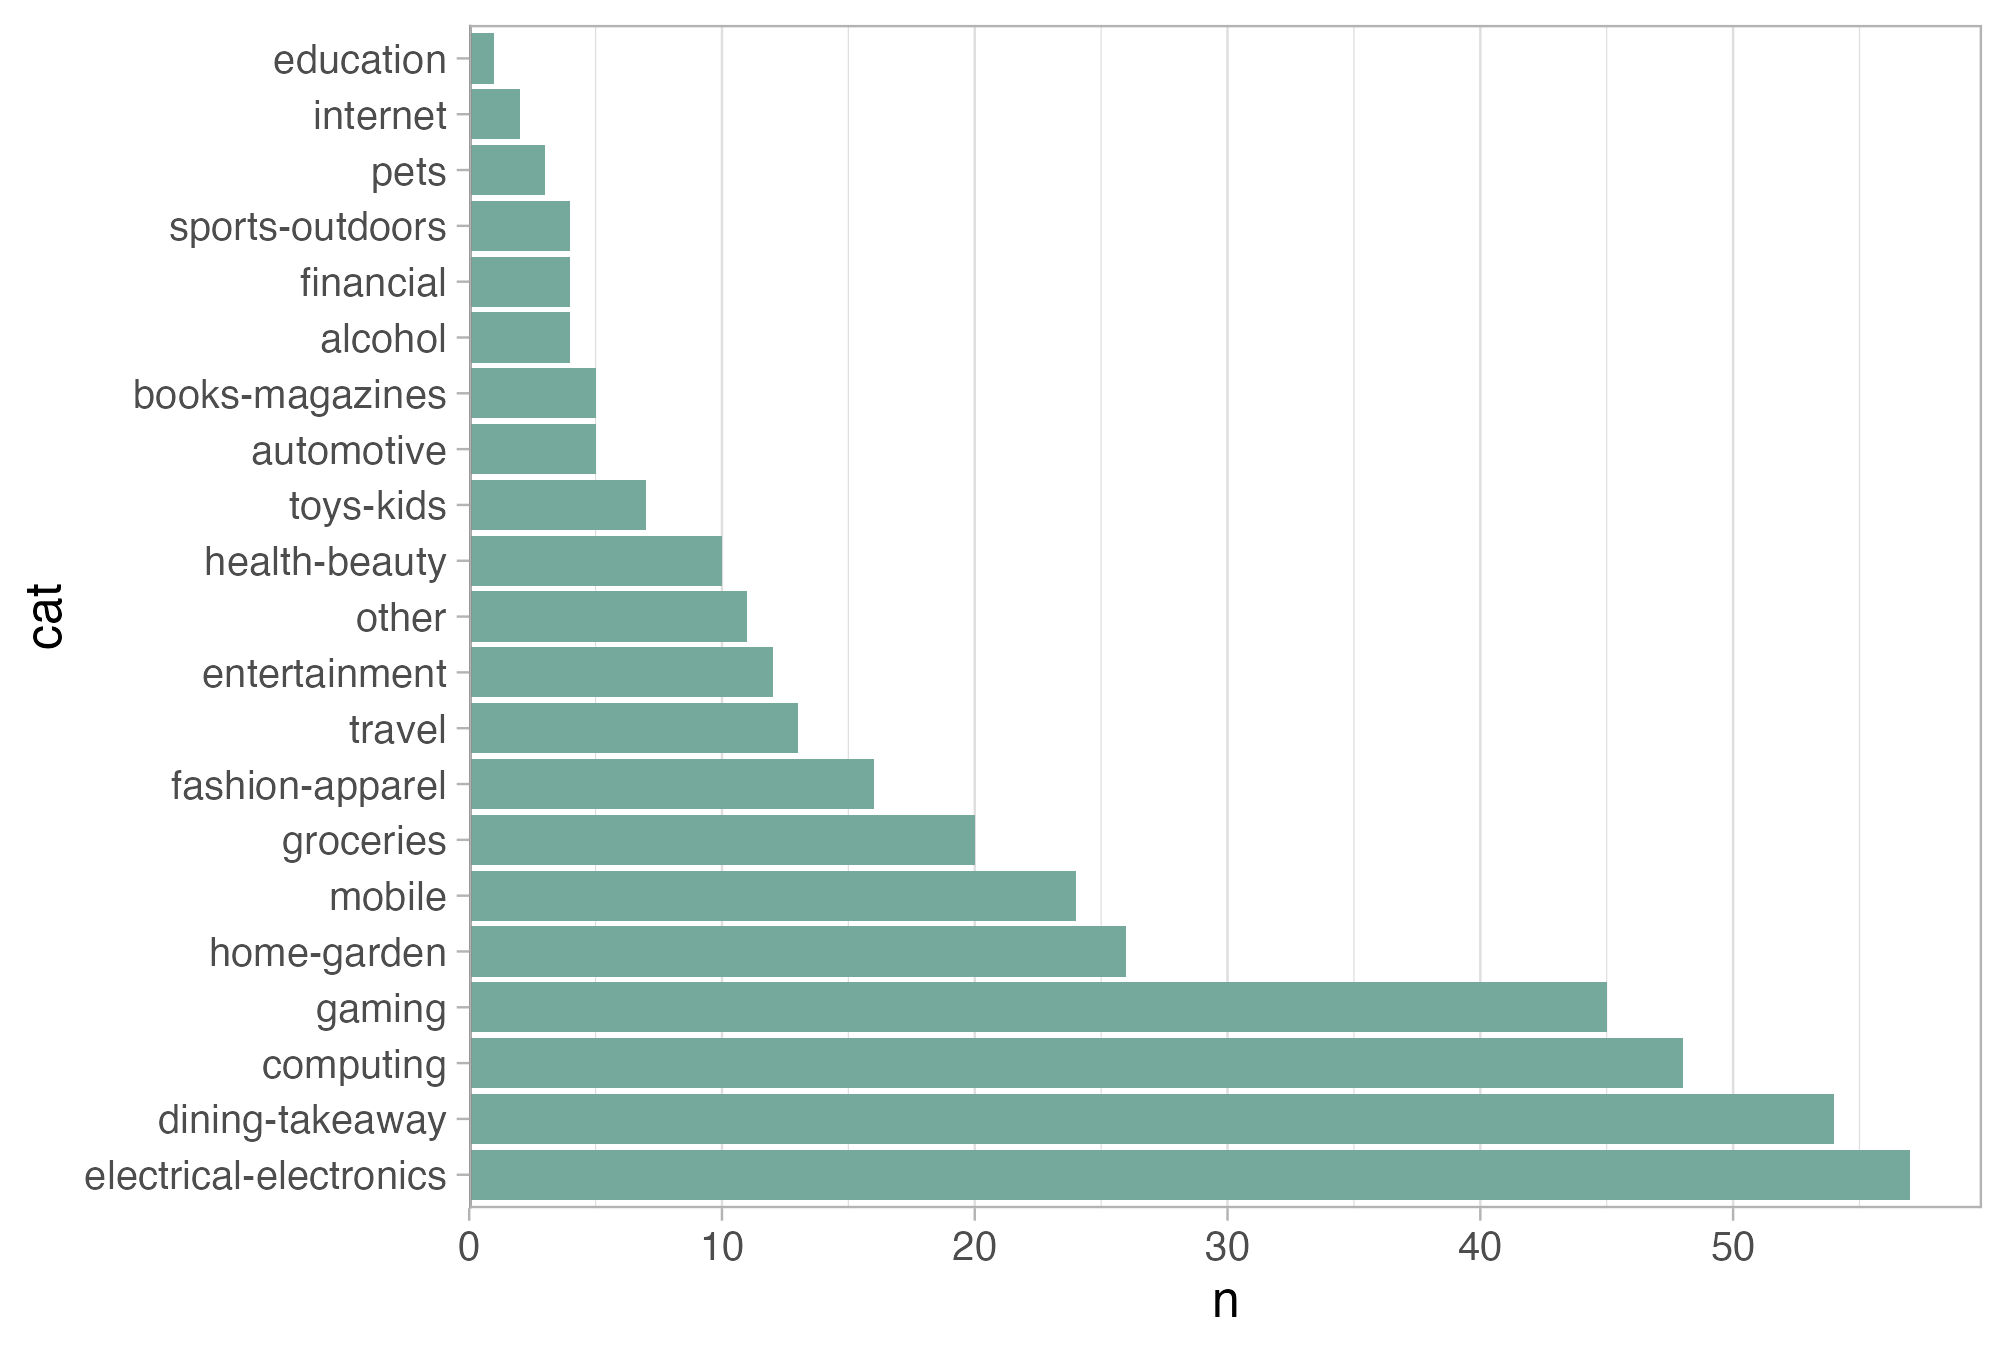 education
internet
pets
sports-outdoors
financial
alcohol
books-magazines
automotive
toys-kids
health-beauty
other
entertainment
travel
fashion-apparel
groceries
mobile
home-garden
gaming
computing
dining-takeaway
electrical-electronics
cat
0 10 20 30 40 50
n